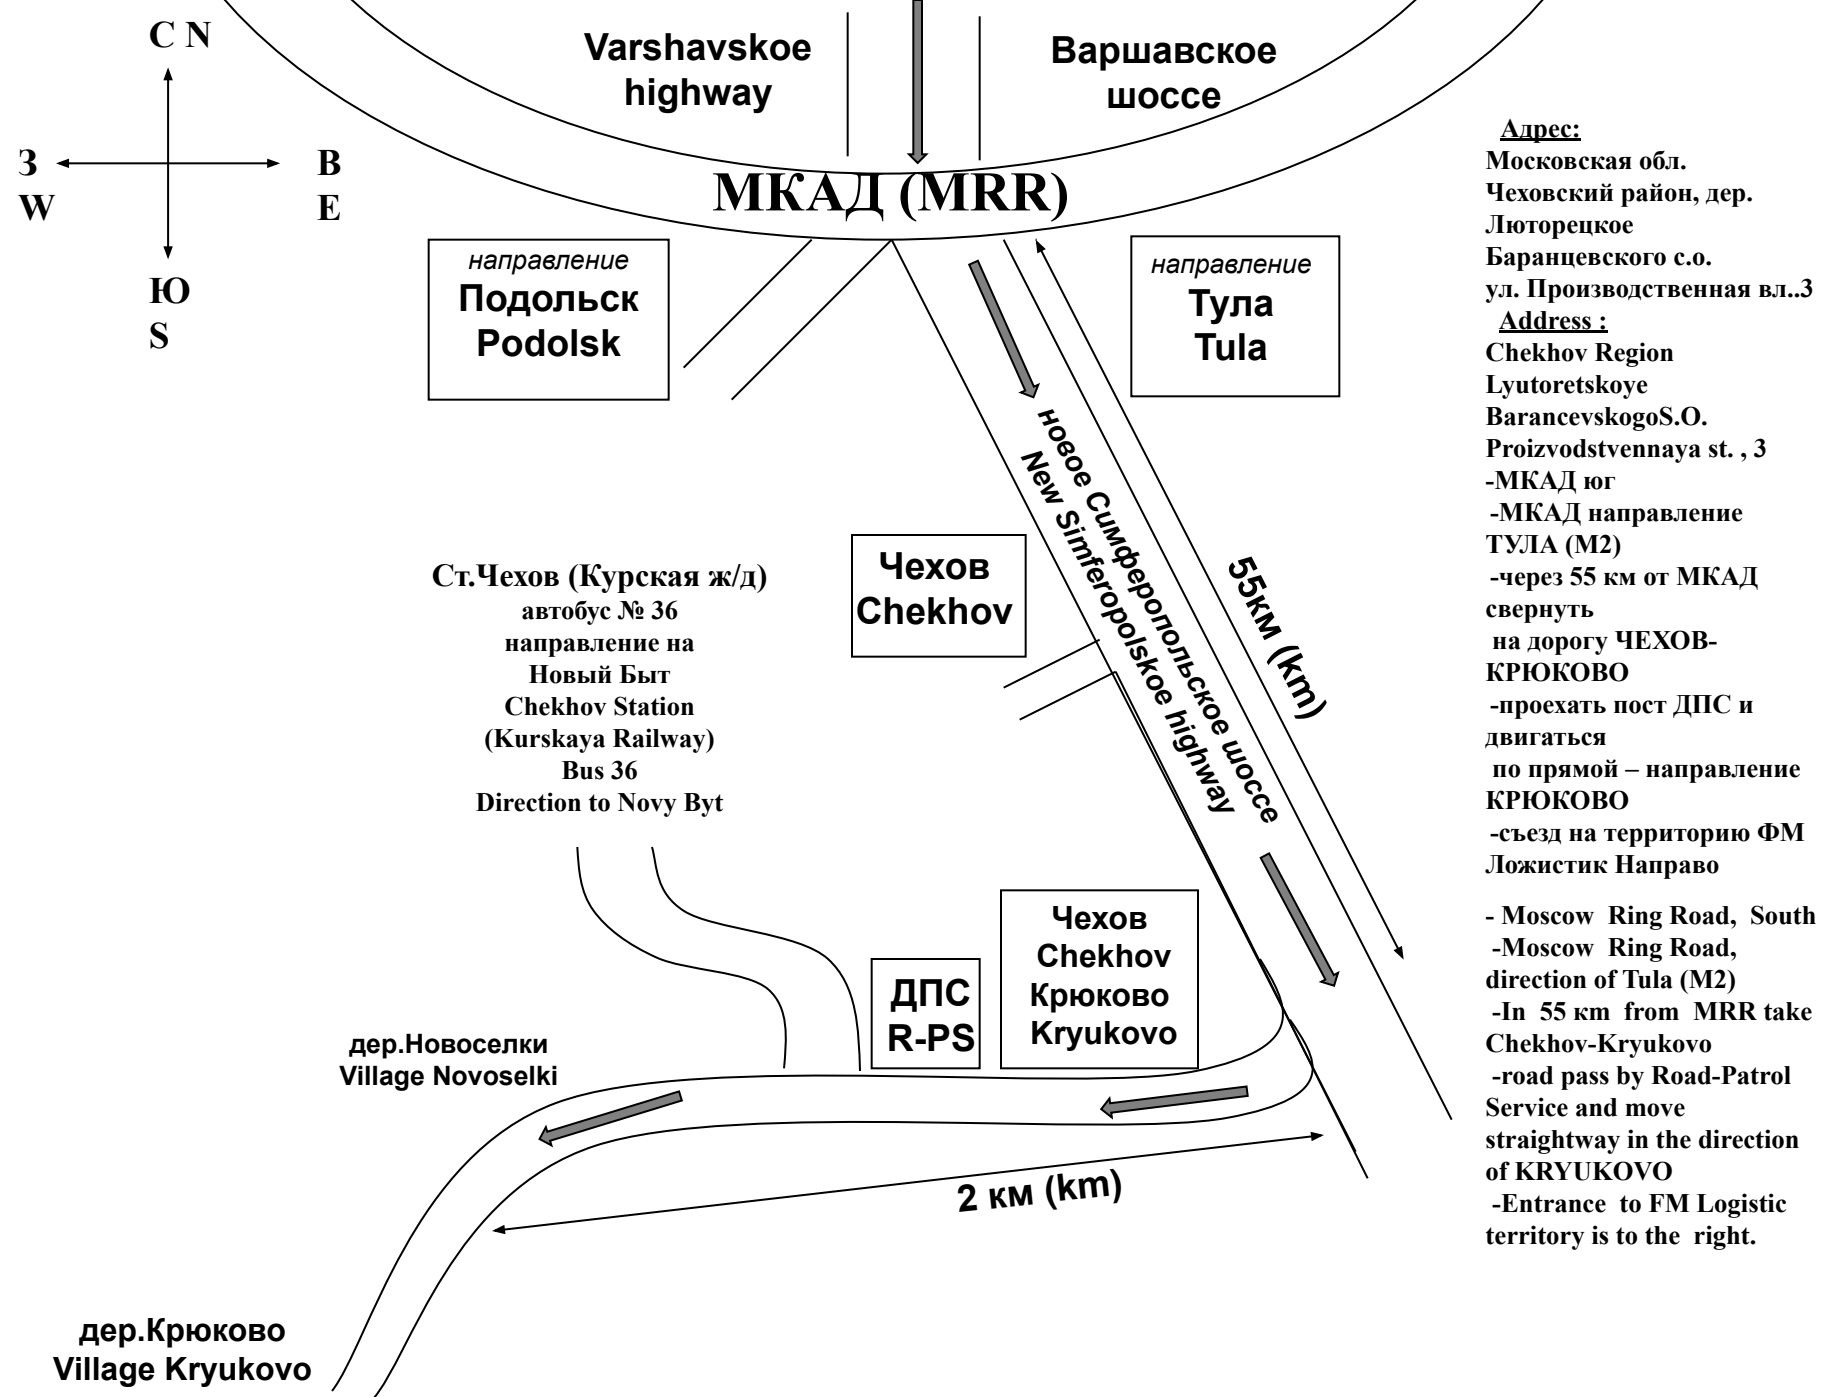 С N
З
W
В
E
Ю
S
Varshavskoe
highway
Варшавское
шоссе
МКАД (MRR)
направление
Подольск
Podolsk
направление
Тула
Tula
новое Симферопольское шоссе
New Simferopolskoe highway
55км (km)
Чехов
Chekhov
Ст.Чехов (Курская ж/д)
автобус № 36
направление на
Новый Быт
Chekhov Station
(Kurskaya Railway)
Bus 36
Direction to Novy Byt
Чехов
Chekhov
Крюково
Kryukovo
ДПС
R-PS
дер.Новоселки
Village Novoselki
2 км (km)
дер.Крюково
Village Kryukovo
Адрес:
Московская обл.
Чеховский район, дер.
Люторецкое
Баранцевского с.о.
ул. Производственная вл..3
Address :
Chekhov Region
Lyutoretskoye
BarancevskogoS.O.
Proizvodstvennaya st. , 3
-МКАД юг
-МКАД направление
ТУЛА (М2)
-через 55 км от МКАД
свернуть
на дорогу ЧЕХОВ-
КРЮКОВО
-проехать пост ДПС и
двигаться
по прямой – направление
КРЮКОВО
-съезд на территорию ФМ
Ложистик Направо
- Moscow Ring Road, South
-Moscow Ring Road,
direction of Tula (M2)
-In 55 км from MRR take
Chekhov-Kryukovo
-road pass by Road-Patrol
Service and move
straightway in the direction
of KRYUKOVO
-Entrance to FM Logistic
territory is to the right.